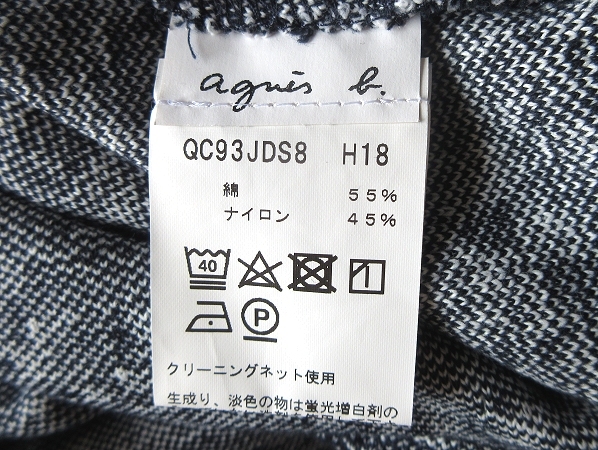 agnès b.
QC93JDS8 H18
綿 55%
ナイロン 45%
40
P
クリーニングネット使用
生成り、淡色の物は蛍光増白剤の